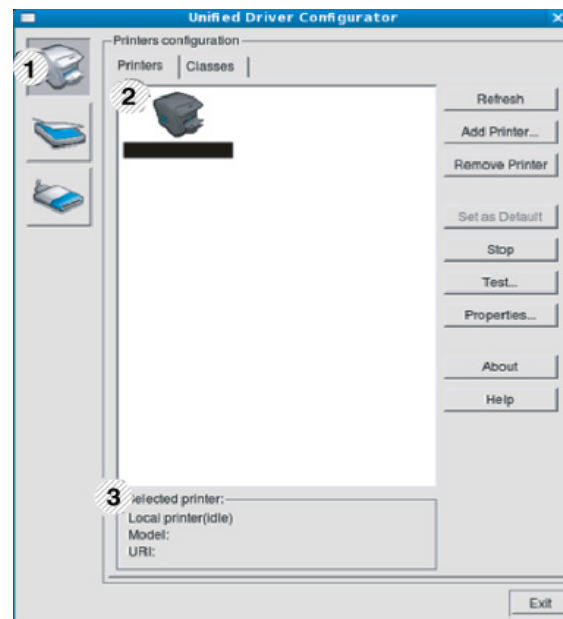 Unified Driver Configurator
Printers configuration
Printers Classes
1
2
Refresh
Add Printer...
Remove Printer
Set as Default
Stop
Test...
Properties...
About
Help
3
Selected printer:
Local printer(idle)
Model:
URI:
Exit